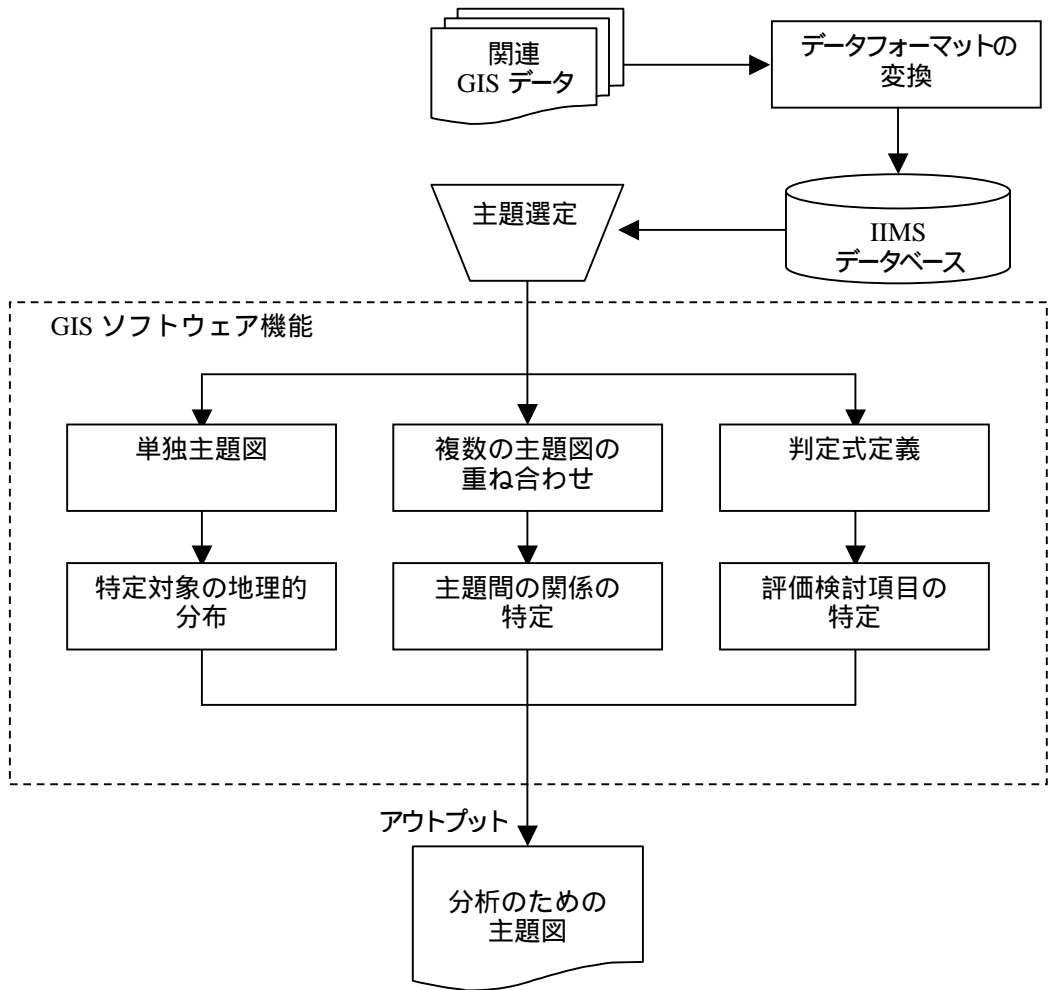 関連
GIS データ
データフォーマットの
変換
主題選定
IIMS
データベース
GIS ソフトウェア機能
単独主題図
複数の主題図の
重ね合わせ
判定式定義
特定対象の地理的
分布
主題間の関係の
特定
評価検討項目の
特定
アウトプット
分析のための
主題図